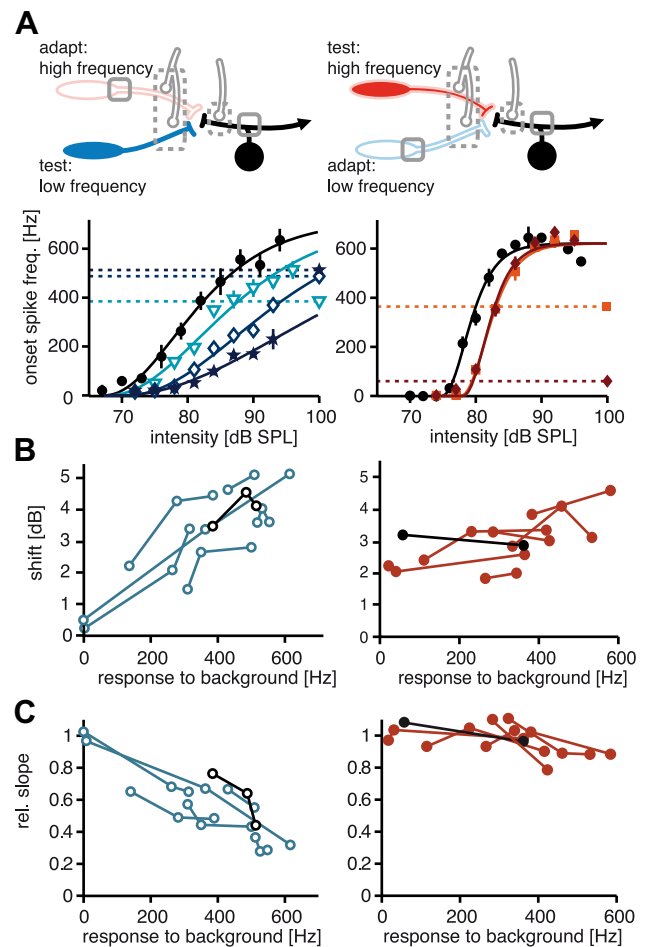 A
adapt:
high frequency
test:
low frequency
test:
high frequency
adapt:
low frequency
onset spike freq. [Hz]
600
400
200
0
70 80 90 100
intensity [dB SPL]
600
400
200
0
70 80 90 100
intensity [dB SPL]
B
shift [dB]
5
4
3
2
1
0
0 200 400 600
response to background [Hz]
5
4
3
2
1
0
0 200 400 600
response to background [Hz]
C
rel. slope
1
0.8
0.6
0.4
0.2
0
0 200 400 600
response to background [Hz]
1
0.8
0.6
0.4
0.2
0
0 200 400 600
response to background [Hz]